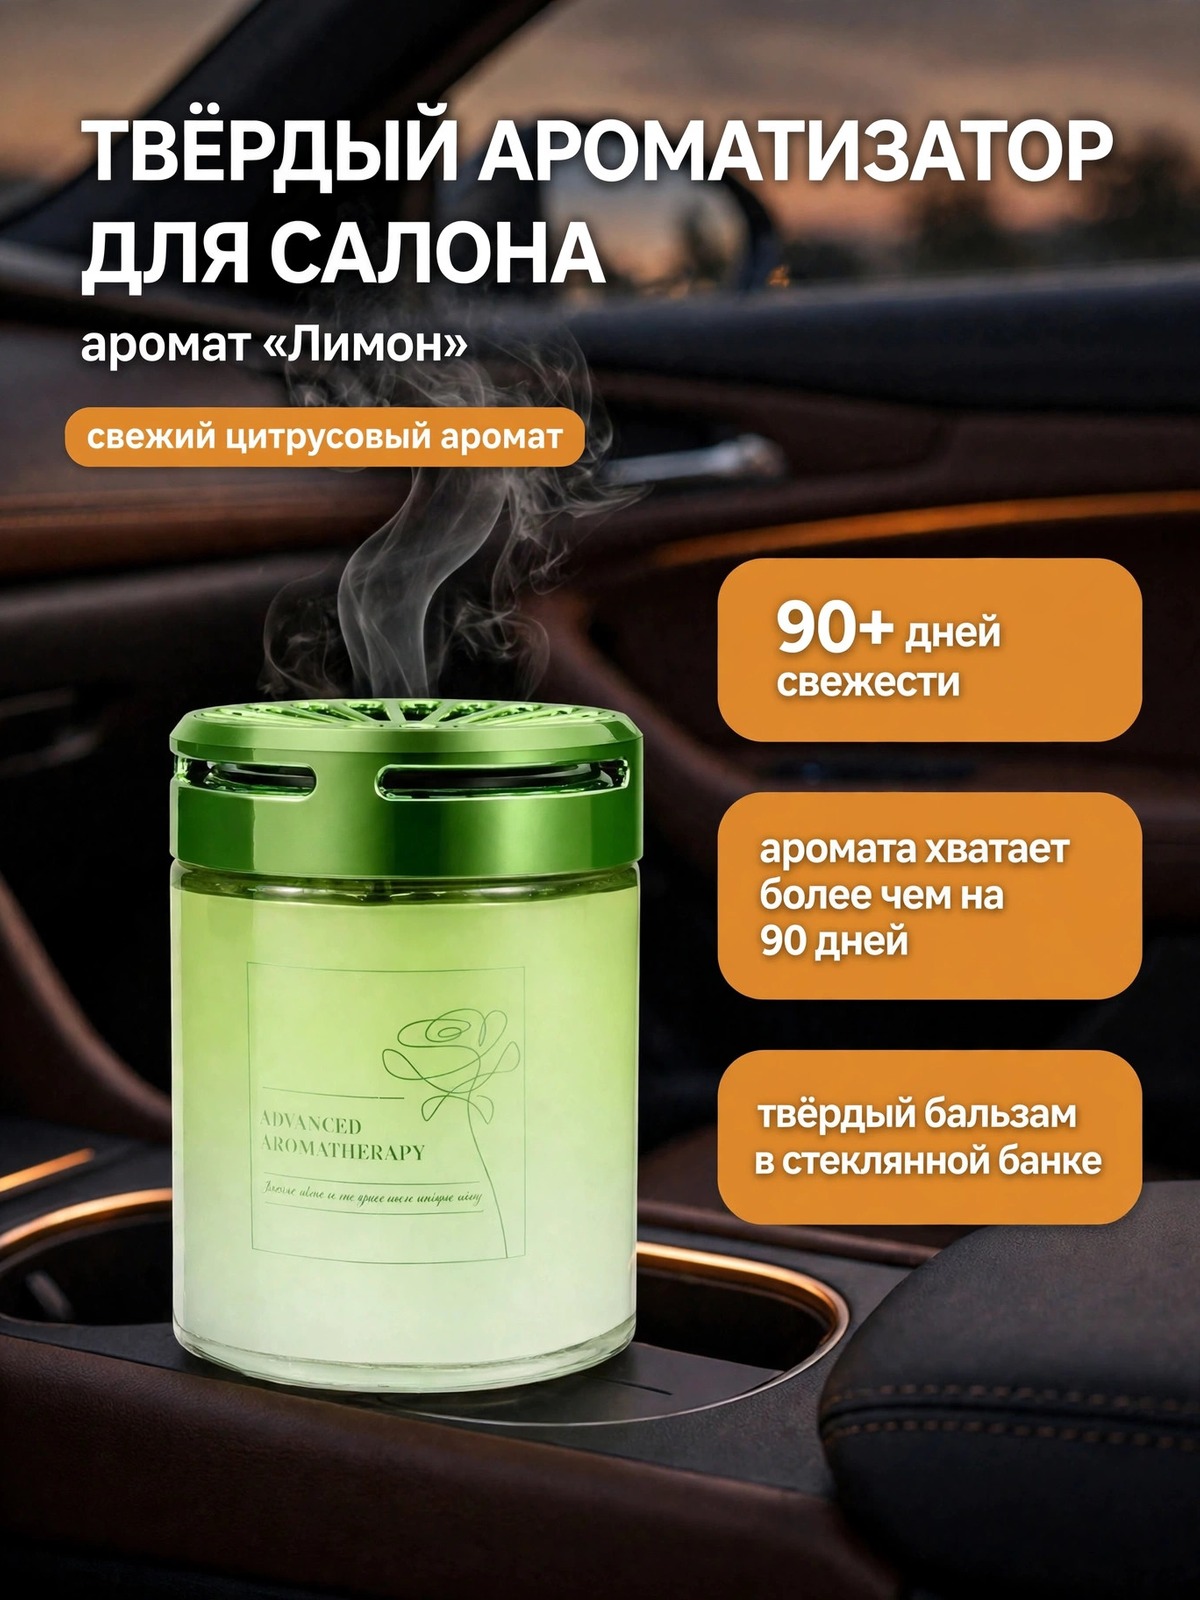 ТВЁРДЫЙ АРОМАТИЗАТОР
ДЛЯ САЛОНА
аромат «Лимон»
свежий цитрусовый аромат
90+ дней
свежести
аромата хватает
более чем на
90 дней
твёрдый бальзам
в стеклянной банке
ADVANCED
AROMATHERAPY